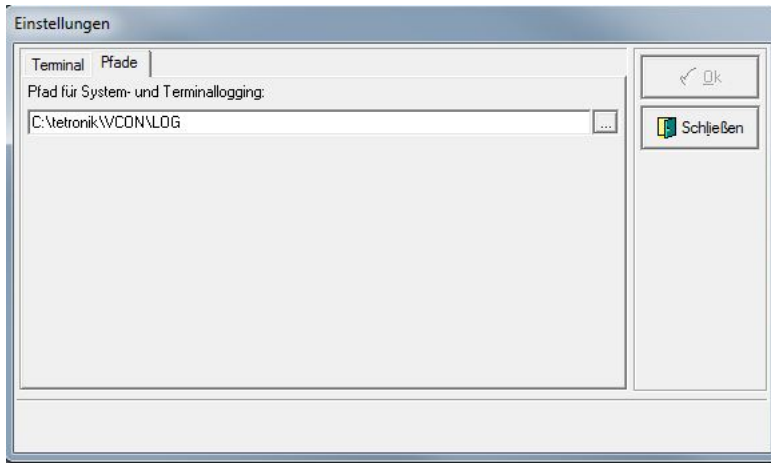 Einstellungen
Terminal Pfade
Pfad für System- und Terminallogging:
C:\tetronik\VCON\LOG ...
Ok
Schließen